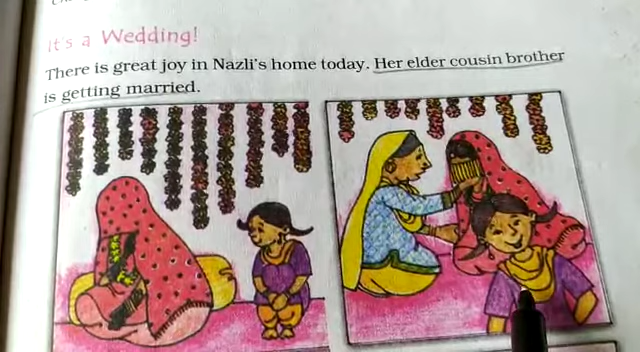 It's a Wedding!
There is great joy in Nazli's home today. Her elder cousin brother
is getting married.